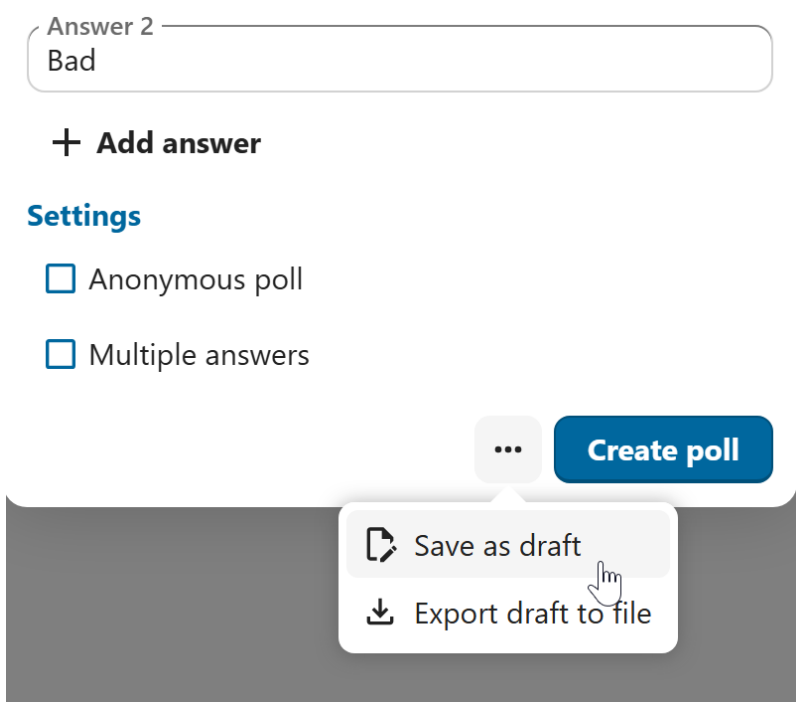 Answer 2
Bad
Add answer
Settings
Anonymous poll
Multiple answers
Create poll
Save as draft
Export draft to file